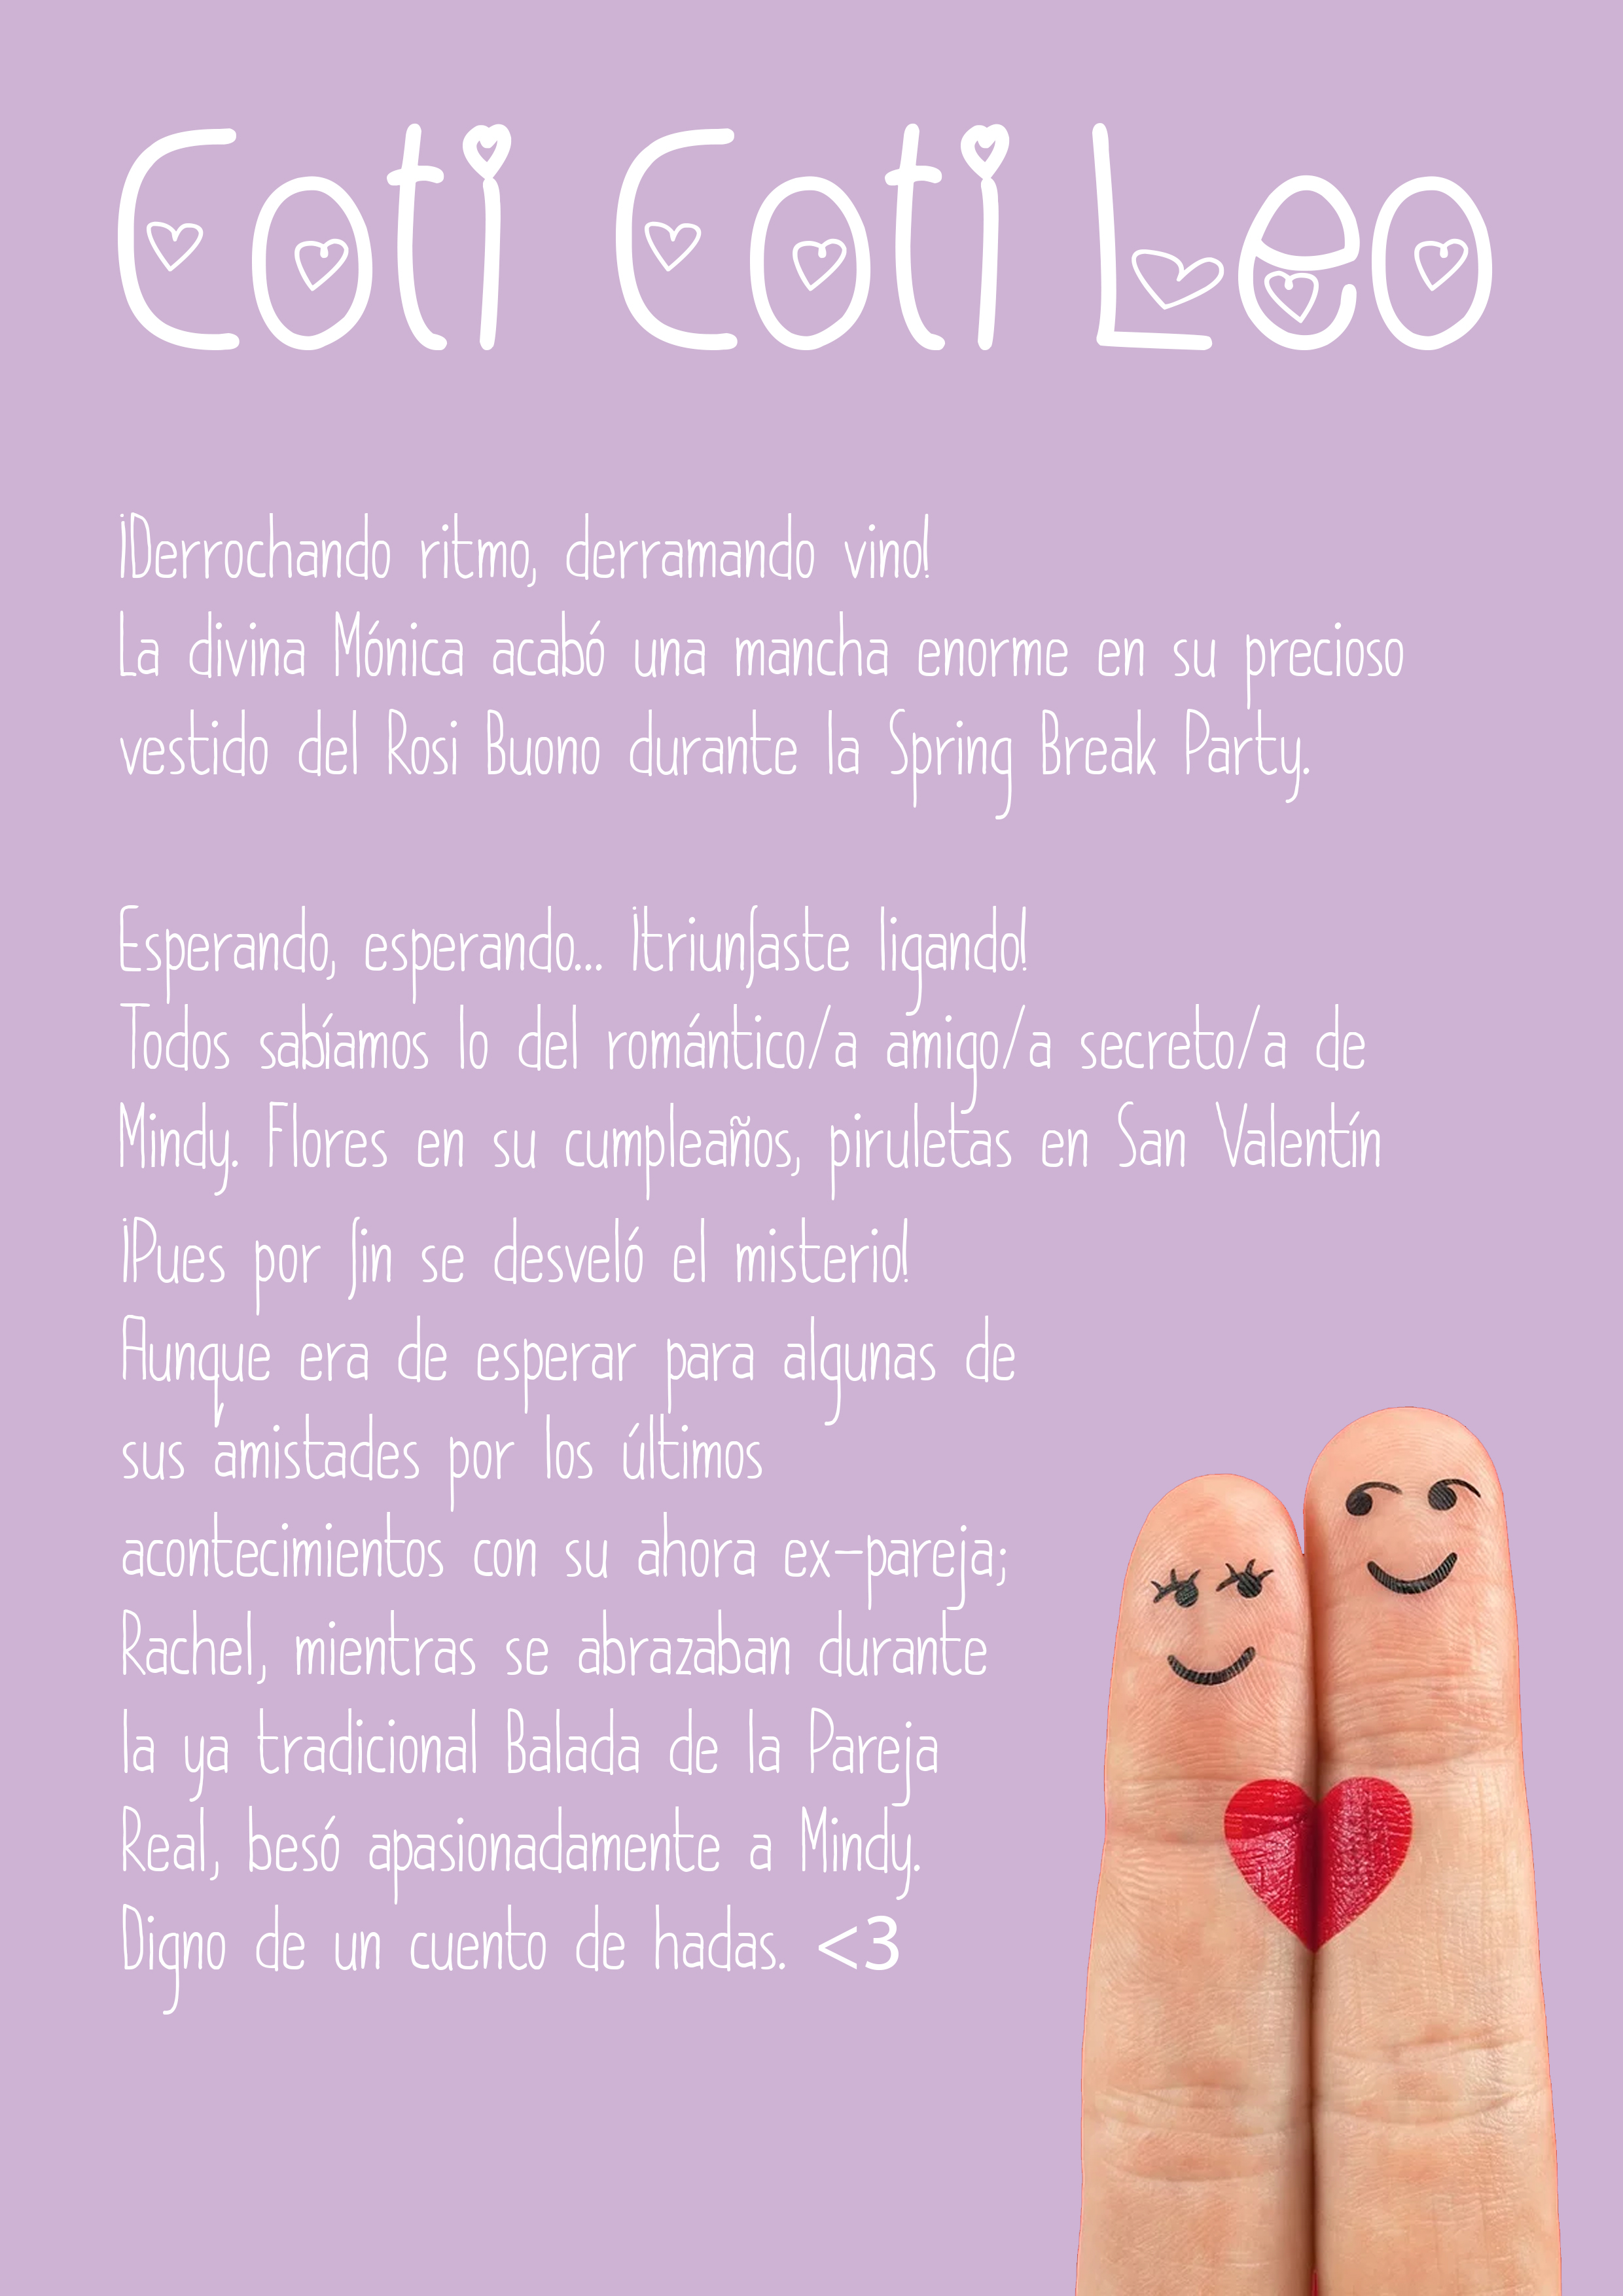 Coti Coti Leo
¡Derrochando ritmo, derramando vino!
La divina Mónica acabó una mancha enorme en su precioso
vestido del Rosi Buono durante la Spring Break Party.
Esperando, esperando... ¡triunfaste ligando!
Todos sabíamos lo del romántico/a amigo/a secreto/a de
Mindy. Flores en su cumpleaños, piruletas en San Valentín
¡Pues por fin se desveló el misterio!
Aunque era de esperar para algunas de
sus amistades por los últimos
acontecimientos con su ahora ex-pareja;
Rachel, mientras se abrazaban durante
la ya tradicional Balada de la Pareja
Real, besó apasionadamente a Mindy.
Digno de un cuento de hadas. <3